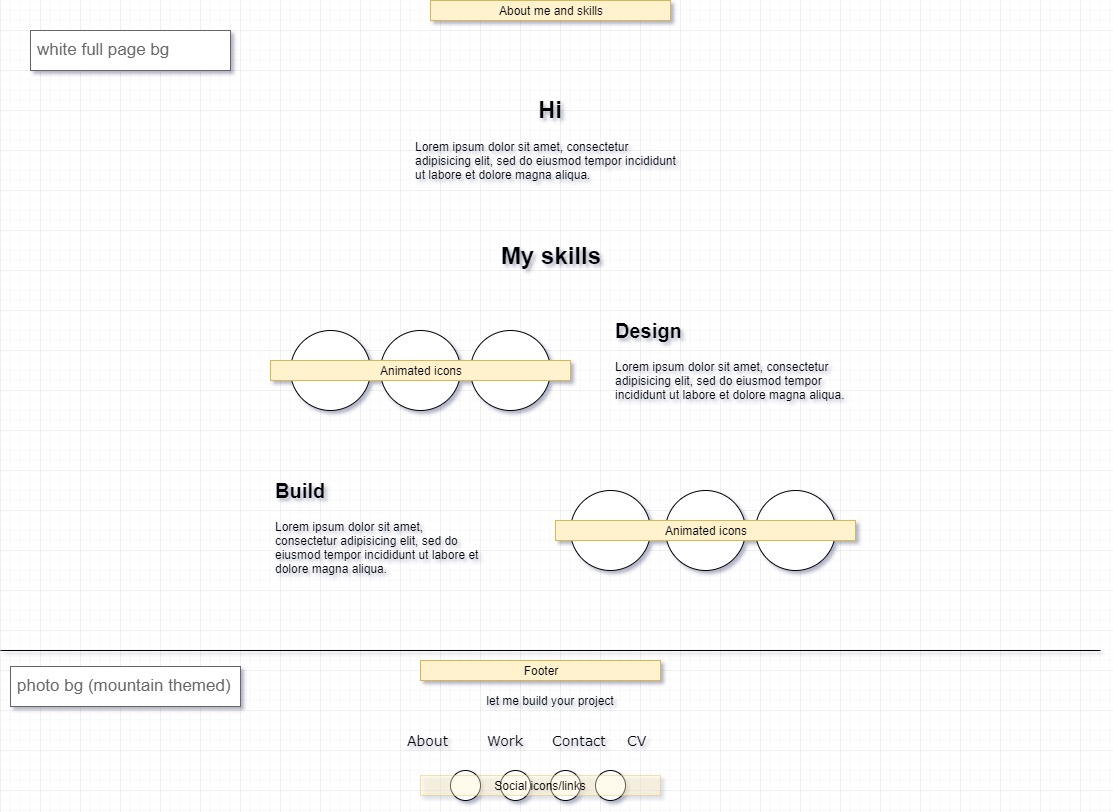 About me and skills
white full page bg
Hi
Lorem ipsum dolor sit amet, consectetur
adipisicing elit, sed do eiusmod tempor incididunt
ut labore et dolore magna aliqua.
My skills
Animated icons
Design
Lorem ipsum dolor sit amet, consectetur
adipisicing elit, sed do eiusmod tempor
incididunt ut labore et dolore magna aliqua.
Build
Lorem ipsum dolor sit amet,
consectetur adipisicing elit, sed do
eiusmod tempor incididunt ut labore et
dolore magna aliqua.
Animated icons
photo bg (mountain themed)
Footer
let me build your project
About Work Contact CV
Social icons/links